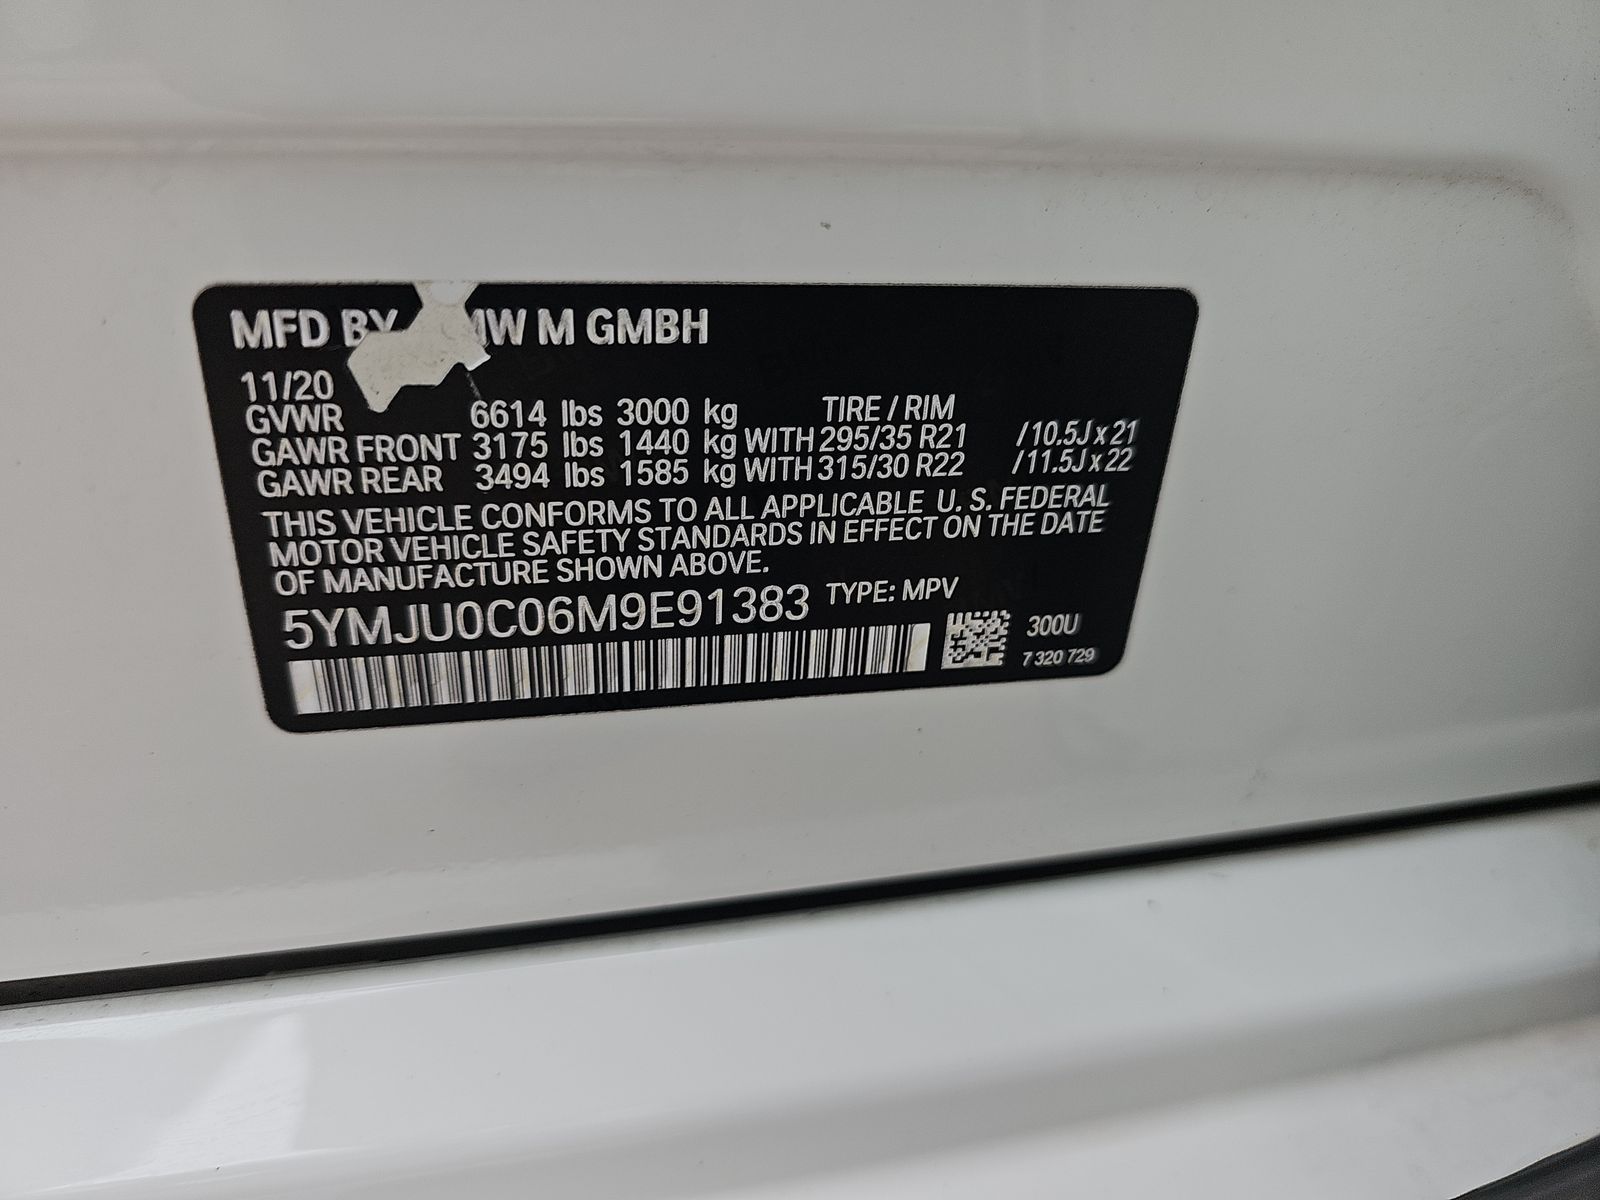 MFD BY BMW M GMBH
11/20
GVWR 6614 lbs 3000 kg TIRE / RIM
GAWR FRONT 3175 lbs 1440 kg WITH 295/35 R21 /10.5J x 21
GAWR REAR 3494 lbs 1585 kg WITH 315/30 R22 /11.5J x 22
THIS VEHICLE CONFORMS TO ALL APPLICABLE U. S. FEDERAL
MOTOR VEHICLE SAFETY STANDARDS IN EFFECT ON THE DATE
OF MANUFACTURE SHOWN ABOVE.
5YMJU0C06M9E91383 TYPE: MPV
300U
7 320 729